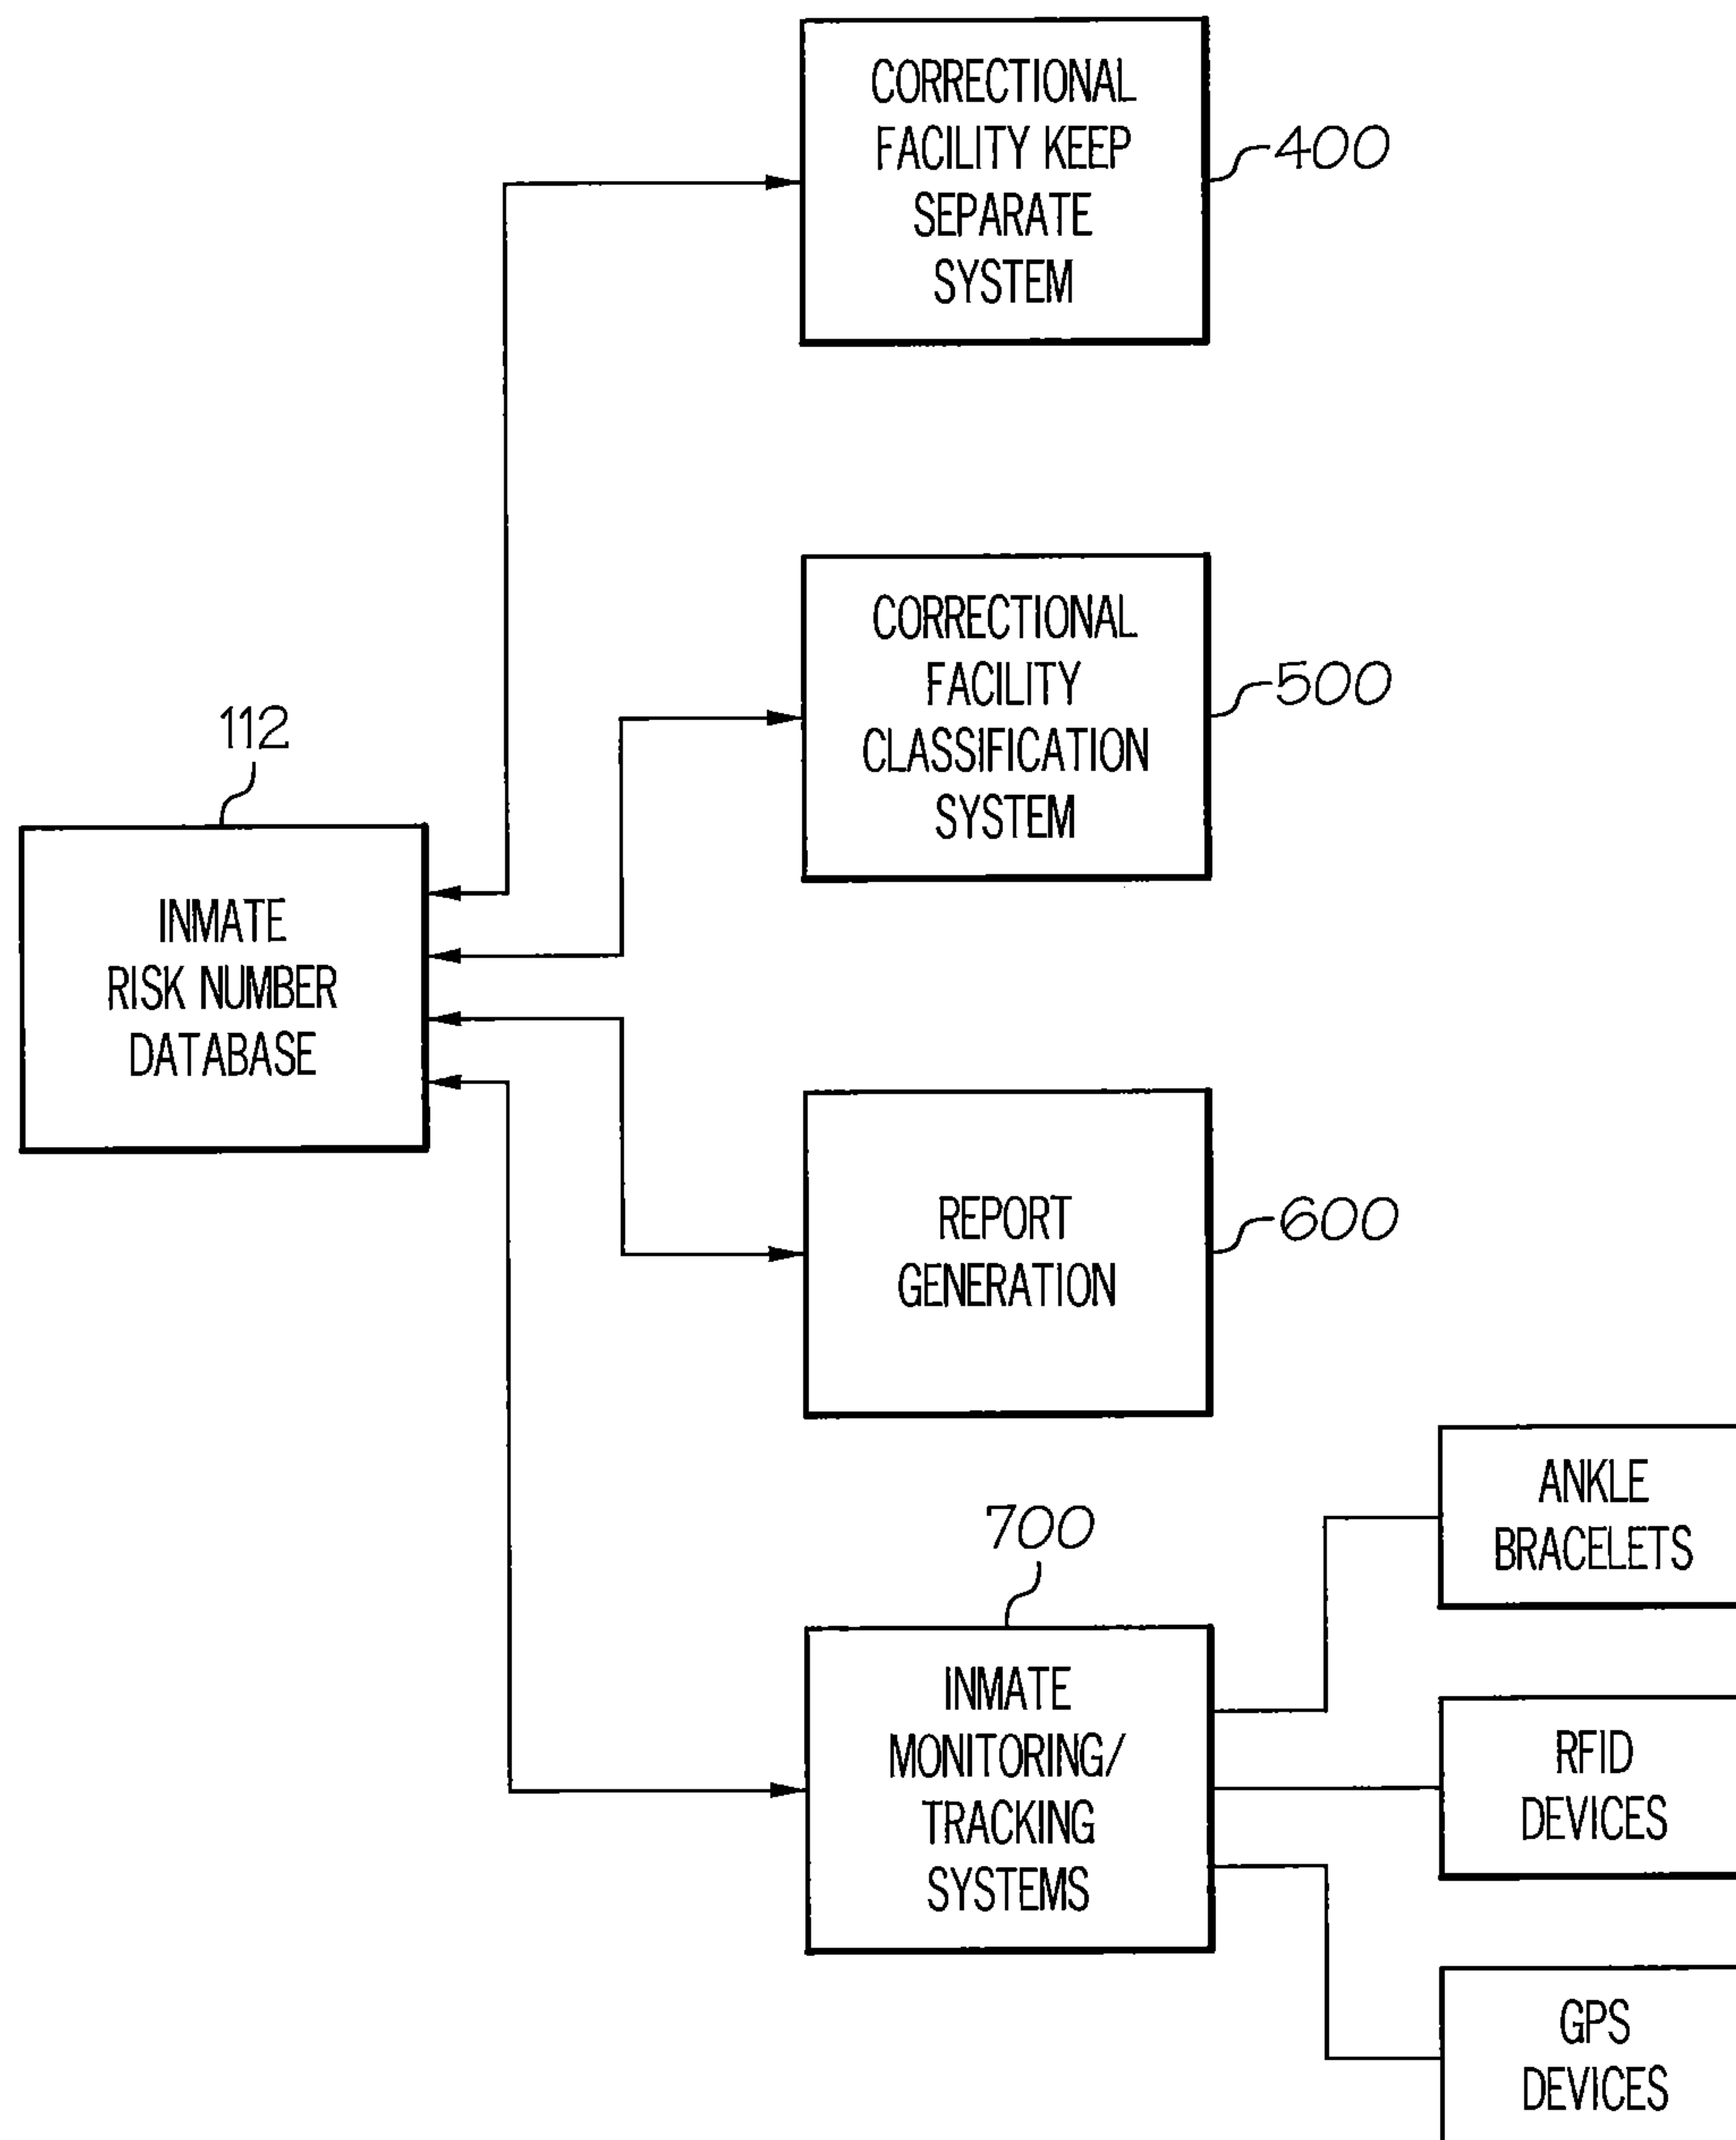 CORRECTIONAL
FACILITY KEEP
SEPARATE
SYSTEM
400
CORRECTIONAL
FACILITY
CLASSIFICATION
SYSTEM
500
112
INMATE
RISK NUMBER
DATABASE
REPORT
GENERATION
600
700
INMATE
MONITORING/
TRACKING
SYSTEMS
ANKLE
BRACELETS
RFID
DEVICES
GPS
DEVICES